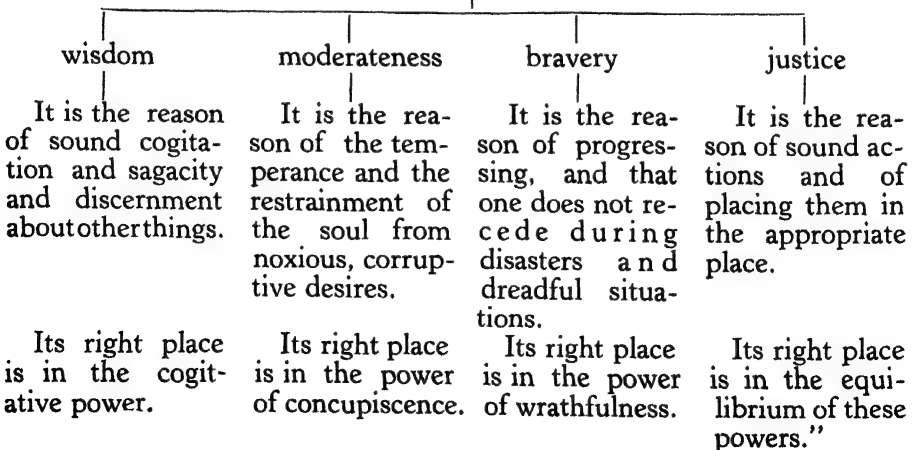 wisdom
It is the reason
of sound cogita-
tion and sagacity
and discernment
about other things.
Its right place
is in the cogit-
ative power.
moderateness
It is the rea-
son of the tem-
perance and the
restrainment of
the soul from
noxious, corrup-
tive desires.
Its right place
is in the power
of concupiscence.
bravery
It is the rea-
son of progres-
sing, and that
one does not re-
cede during
disasters and
dreadful situa-
tions.
Its right place
is in the power
of wrathfulness.
justice
It is the rea-
son of sound ac-
tions and of
placing them in
the appropriate
place.
Its right place
is in the equi-
librium of these
powers."